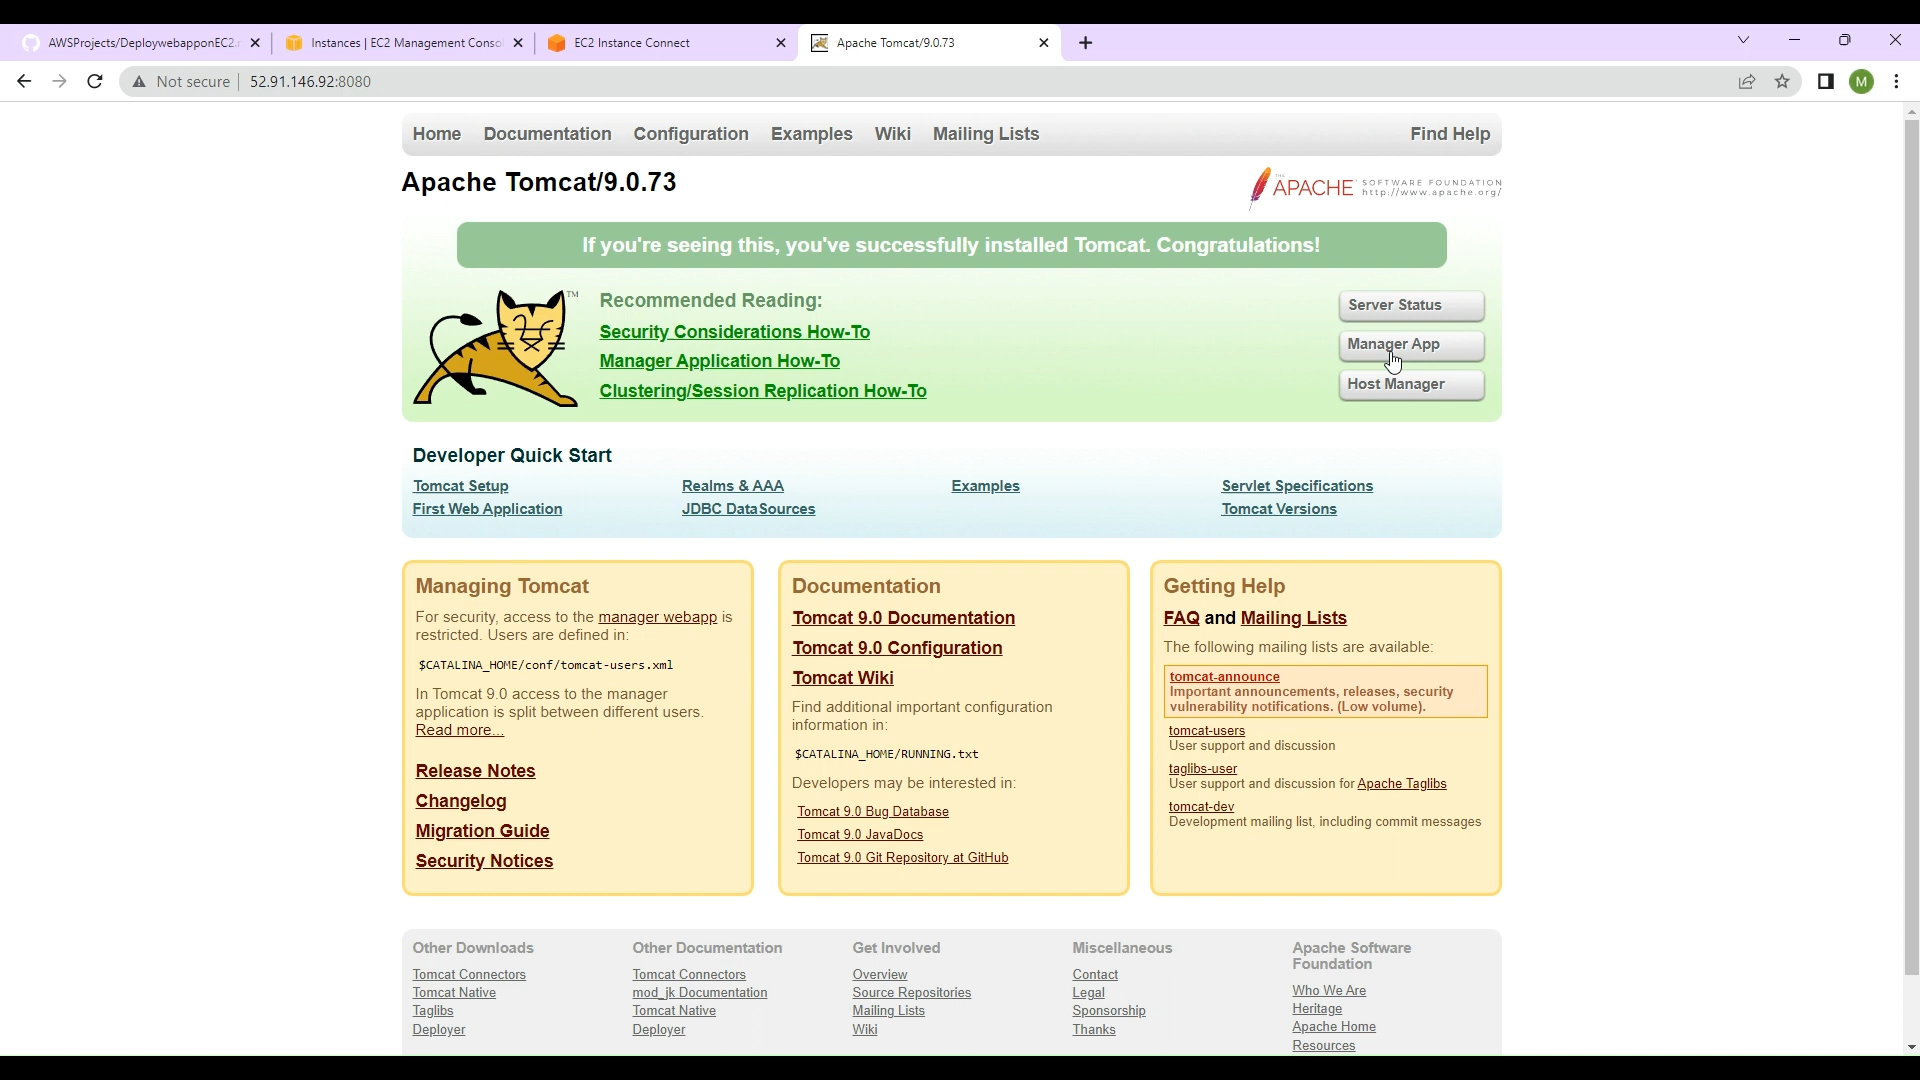 AWSProjects/DeploywebapponEC2
Instances | EC2 Management Conso
EC2 Instance Connect
Apache Tomcat/9.0.73
Not secure
52.91.146.92:8080
M
Home Documentation Configuration Examples Wiki Mailing Lists Find Help
Apache Tomcat/9.0.73
THE APACHE SOFTWARE FOUNDATION
http://www.apache.org/
If you're seeing this, you've successfully installed Tomcat. Congratulations!
TM
Recommended Reading:
Security Considerations How-To
Manager Application How-To
Clustering/Session Replication How-To
Server Status
Manager App
Host Manager
Developer Quick Start
Tomcat Setup
First Web Application
Realms & AAA
JDBC DataSources
Examples
Servlet Specifications
Tomcat Versions
Managing Tomcat
For security, access to the manager webapp is
restricted. Users are defined in:
$CATALINA_HOME/conf/tomcat-users.xml
In Tomcat 9.0 access to the manager
application is split between different users.
Read more...
Release Notes
Changelog
Migration Guide
Security Notices
Documentation
Tomcat 9.0 Documentation
Tomcat 9.0 Configuration
Tomcat Wiki
Find additional important configuration
information in:
$CATALINA_HOME/RUNNING.txt
Developers may be interested in:
Tomcat 9.0 Bug Database
Tomcat 9.0 JavaDocs
Tomcat 9.0 Git Repository at GitHub
Getting Help
FAQ and Mailing Lists
The following mailing lists are available:
tomcat-announce
Important announcements, releases, security
vulnerability notifications. (Low volume).
tomcat-users
User support and discussion
taglibs-user
User support and discussion for Apache Taglibs
tomcat-dev
Development mailing list, including commit messages
Other Downloads
Tomcat Connectors
Tomcat Native
Taglibs
Deployer
Other Documentation
Tomcat Connectors
mod_jk Documentation
Tomcat Native
Deployer
Get Involved
Overview
Source Repositories
Mailing Lists
Wiki
Miscellaneous
Contact
Legal
Sponsorship
Thanks
Apache Software
Foundation
Who We Are
Heritage
Apache Home
Resources